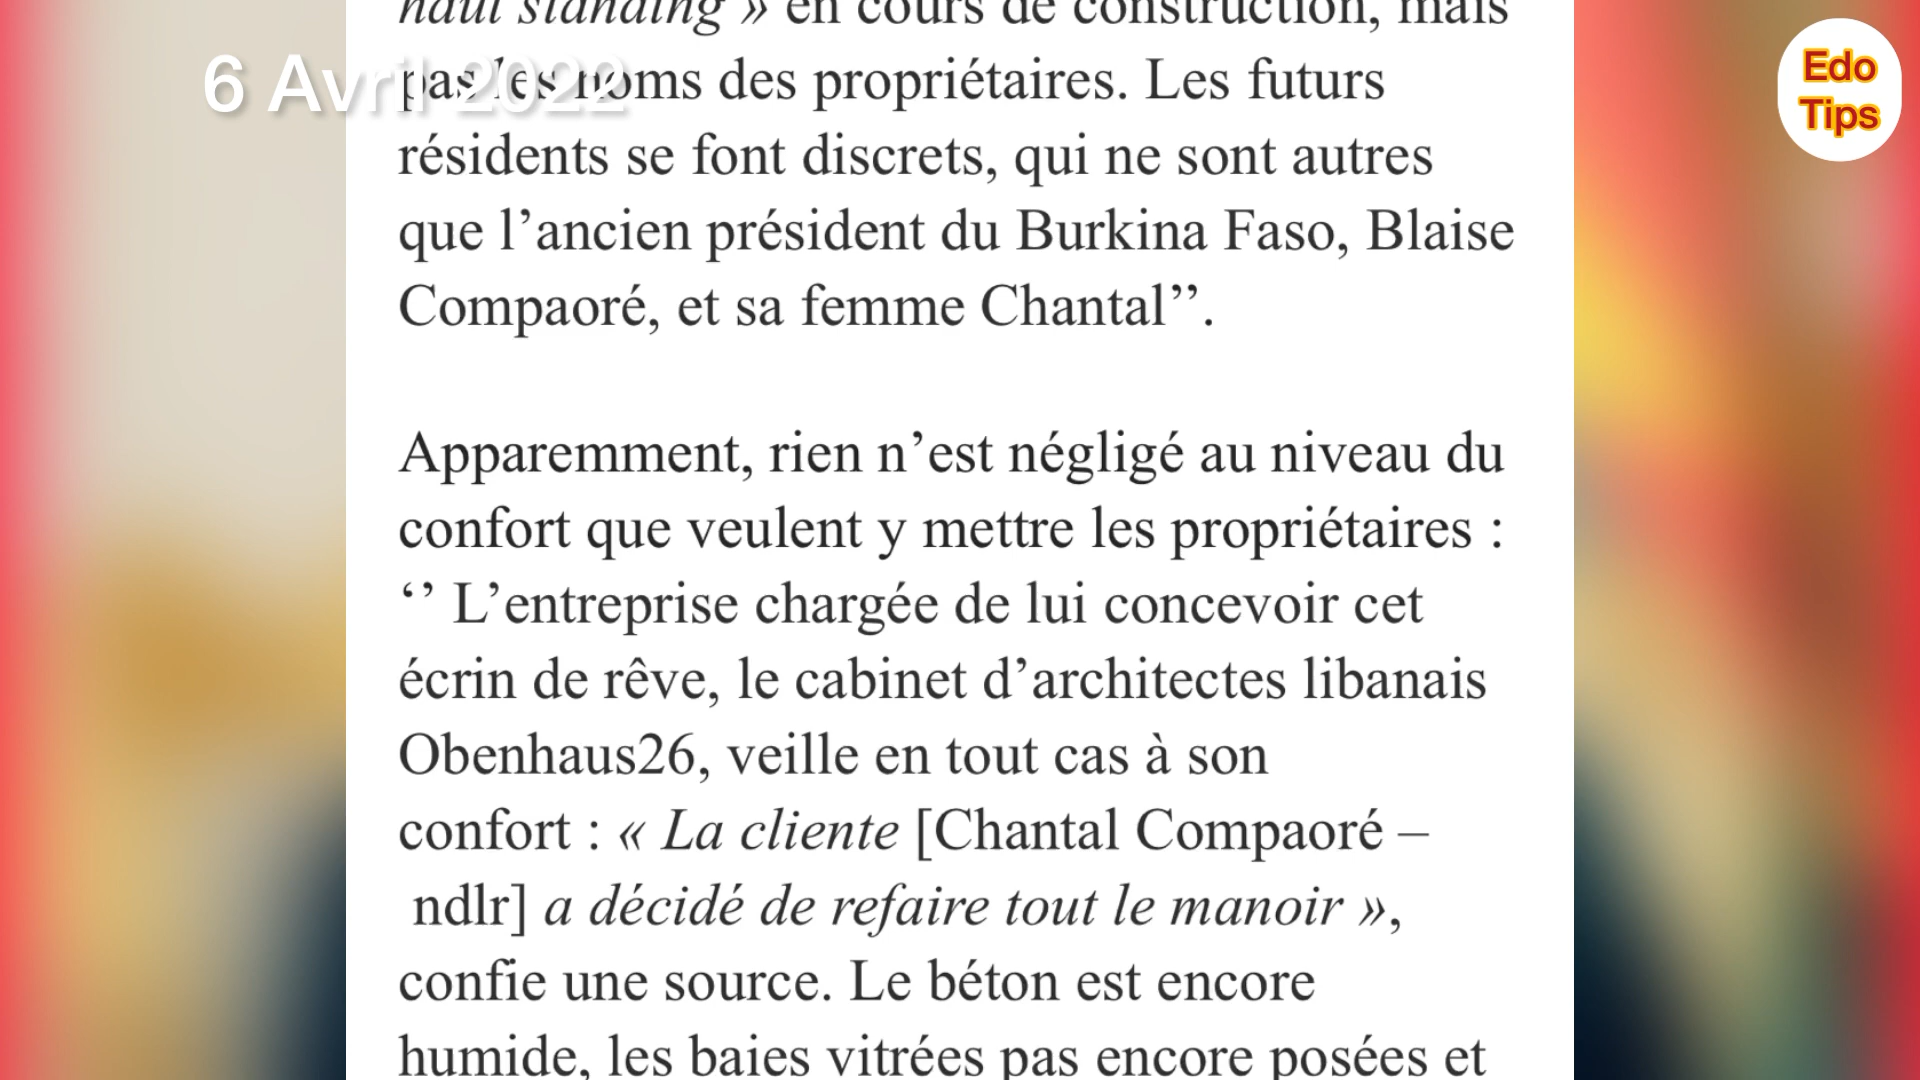 haut standing » en cours de construction, mais
6 Avril 2022
pas les noms des propriétaires. Les futurs
résidents se font discrets, qui ne sont autres
que l’ancien président du Burkina Faso, Blaise
Compaoré, et sa femme Chantal’’.
Apparemment, rien n’est négligé au niveau du
confort que veulent y mettre les propriétaires :
‘’ L’entreprise chargée de lui concevoir cet
écrin de rêve, le cabinet d’architectes libanais
Obenhaus26, veille en tout cas à son
confort : « La cliente [Chantal Compaoré –
ndlr] a décidé de refaire tout le manoir »,
confie une source. Le béton est encore
humide, les baies vitrées pas encore posées et
Edo
Tips